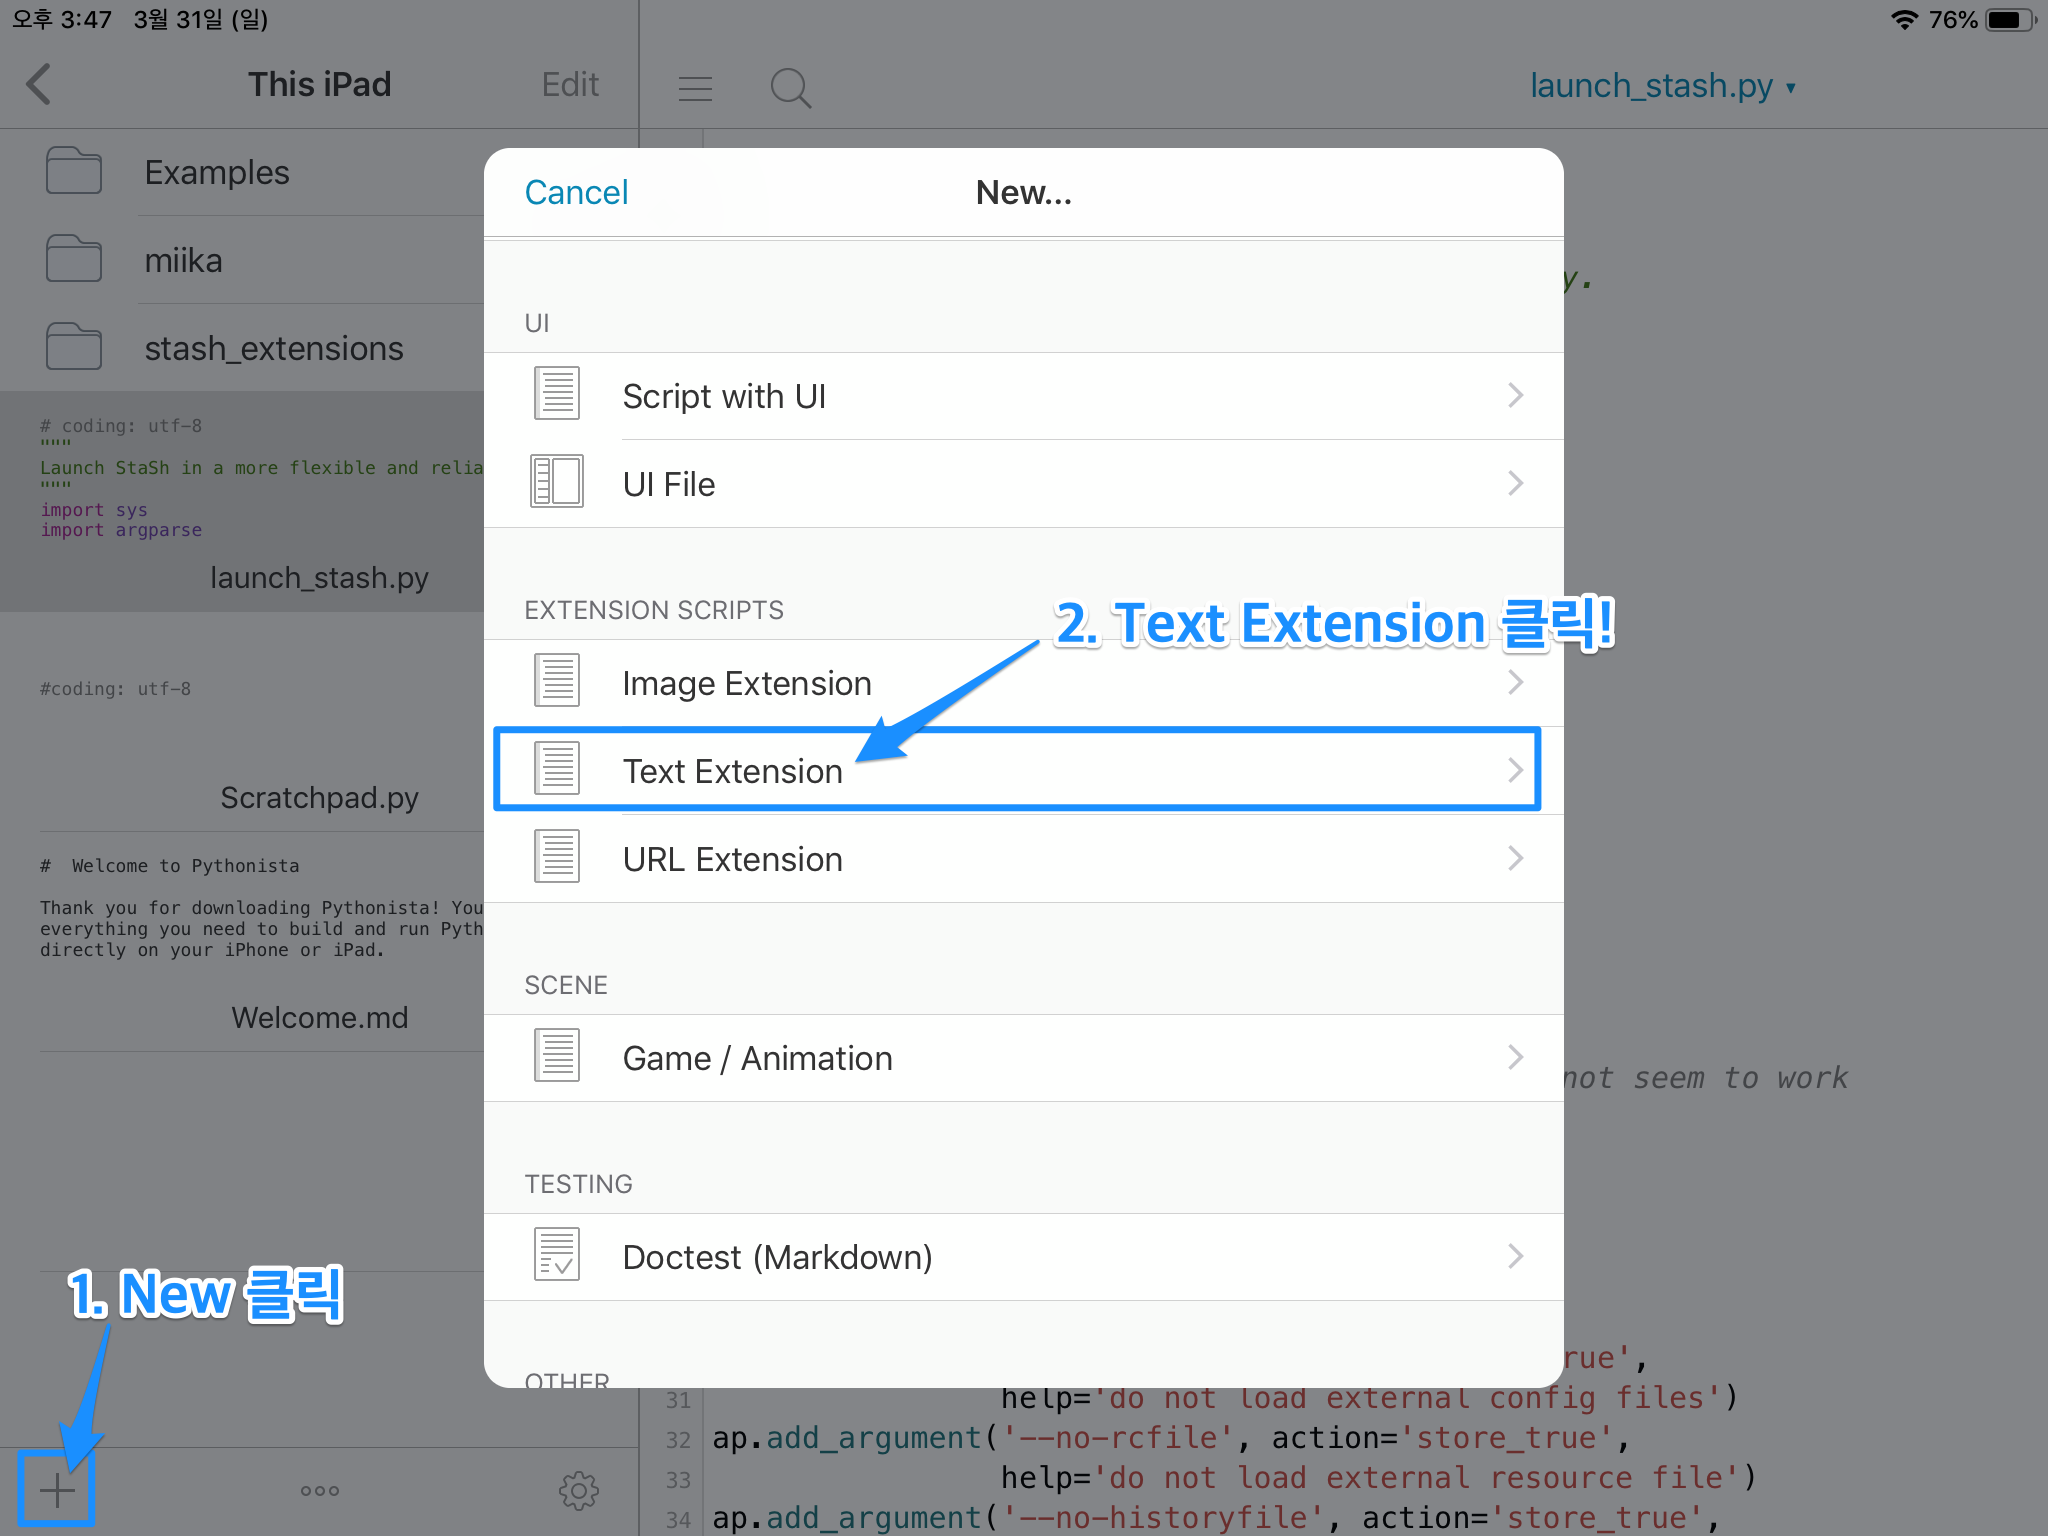 오후 3:47 3월 31일 (일)
76%
This iPad
Edit
launch_stash.py ▾
Examples
miika
stash_extensions
# coding: utf-8
"""
Launch StaSh in a more flexible and relia
"""
import sys
import argparse
launch_stash.py
#coding: utf-8
Scratchpad.py
# Welcome to Pythonista
Thank you for downloading Pythonista! You
everything you need to build and run Pyth
directly on your iPhone or iPad.
Welcome.md
1. New 클릭
Cancel
New...
UI
Script with UI
UI File
EXTENSION SCRIPTS
2. Text Extension 클릭!
Image Extension
Text Extension
URL Extension
SCENE
Game / Animation
TESTING
Doctest (Markdown)
OTHER
y.
not seem to work
rue',
31 help='do not load external config files')
32 ap.add_argument('--no-rcfile', action='store_true',
33 help='do not load external resource file')
34 ap.add_argument('--no-historyfile', action='store_true',